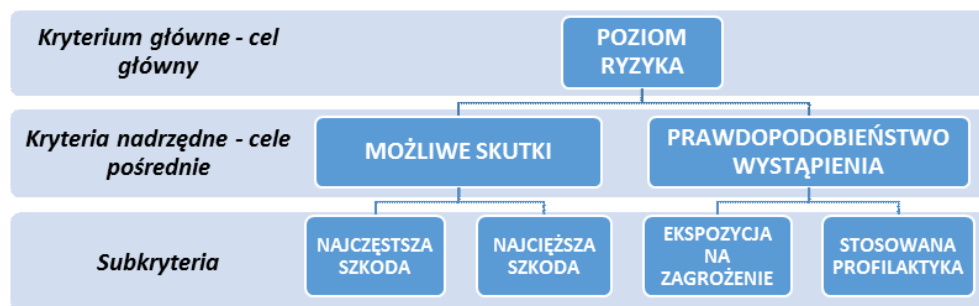 Kryterium główne - cel
główny
POZIOM
RYZYKA
Kryteria nadrzędne - cele
pośrednie
MOŻLIWE SKUTKI
PRAWDOPODOBIEŃSTWO
WYSTĄPIENIA
Subkryteria
NAJCZĘSTSZA
SZKODA
NAJCIĘŻSZA
SZKODA
EKSPOZYCJA
NA
ZAGROŻENIE
STOSOWANA
PROFILAKTYKA